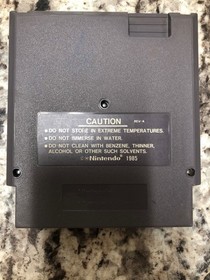 CAUTION REV-A
• DO NOT STORE IN EXTREME TEMPERATURES.
• DO NOT IMMERSE IN WATER.
• DO NOT CLEAN WITH BENZENE, THINNER,
ALCOHOL OR OTHER SUCH SOLVENTS.
©Nintendo® 1985